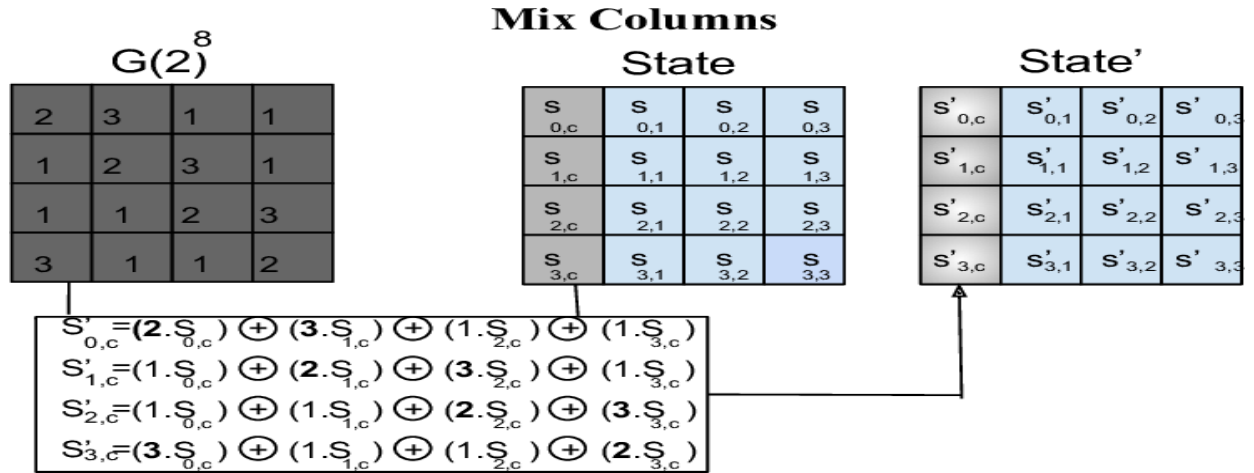 Mix Columns
G(2)^8 State State'
2 3 1 1
1 2 3 1
1 1 2 3
3 1 1 2
S0,c S0,1 S0,2 S0,3
S1,c S1,1 S1,2 S1,3
S2,c S2,1 S2,2 S2,3
S3,c S3,1 S3,2 S3,3
S'0,c S'0,1 S'0,2 S'0,3
S'1,c S'1,1 S'1,2 S'1,3
S'2,c S'2,1 S'2,2 S'2,3
S'3,c S'3,1 S'3,2 S'3,3
S'0,c=(2.S0,c) ⊕ (3.S1,c) ⊕ (1.S2,c) ⊕ (1.S3,c)
S'1,c=(1.S0,c) ⊕ (2.S1,c) ⊕ (3.S2,c) ⊕ (1.S3,c)
S'2,c=(1.S0,c) ⊕ (1.S1,c) ⊕ (2.S2,c) ⊕ (3.S3,c)
S'3,c=(3.S0,c) ⊕ (1.S1,c) ⊕ (1.S2,c) ⊕ (2.S3,c)